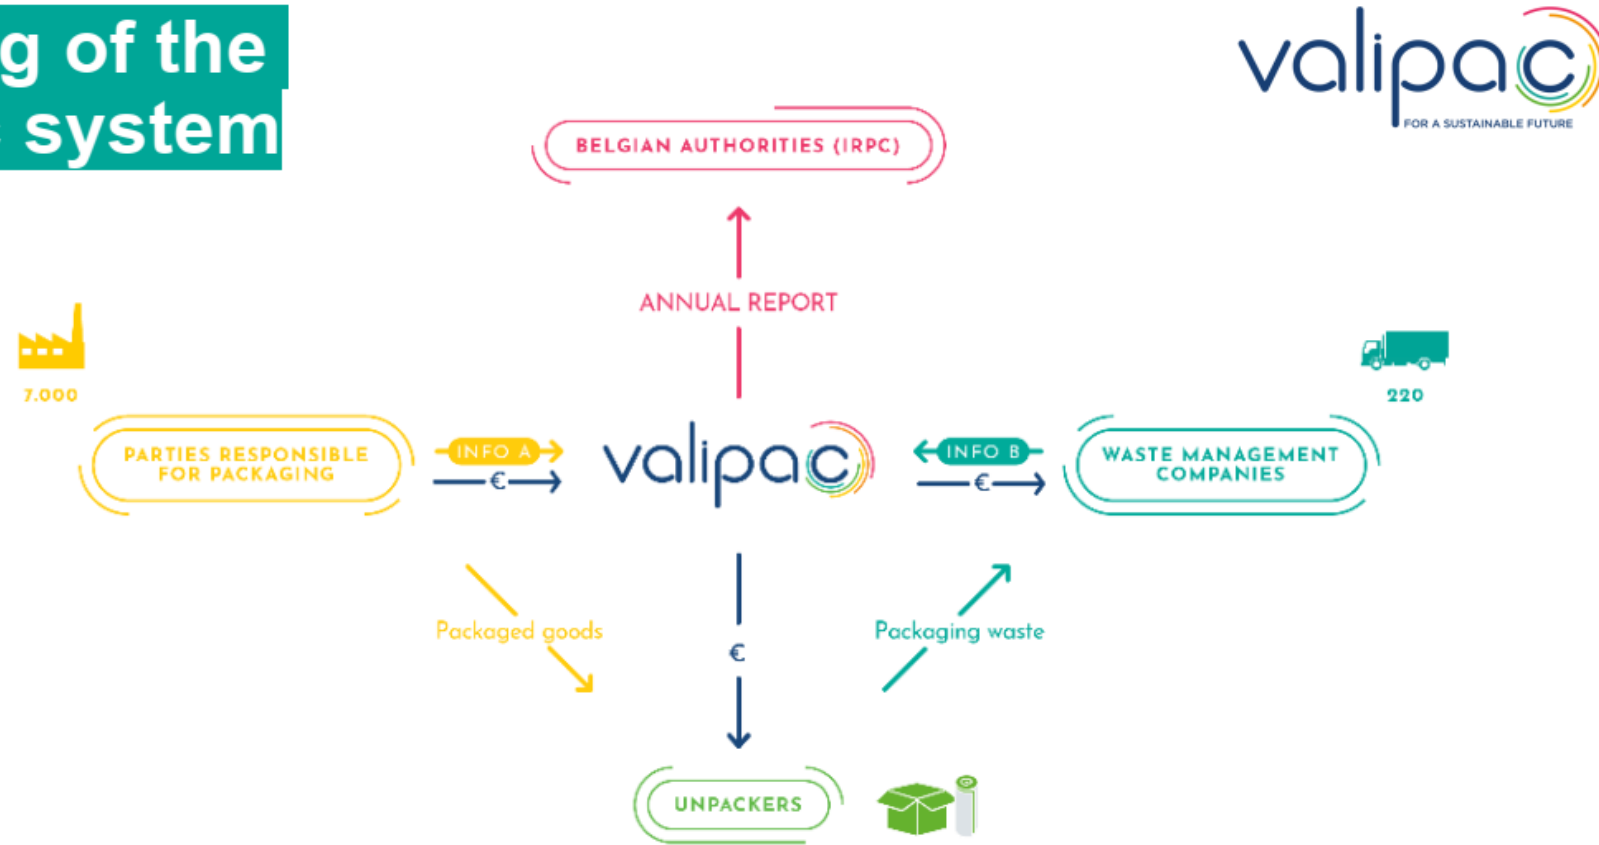 g of the
system
valipac
FOR A SUSTAINABLE FUTURE
BELGIAN AUTHORITIES (IRPC)
ANNUAL REPORT
7.000
220
PARTIES RESPONSIBLE
FOR PACKAGING
INFO A
€
valipac
INFO B
€
WASTE MANAGEMENT
COMPANIES
Packaged goods
€
Packaging waste
UNPACKERS